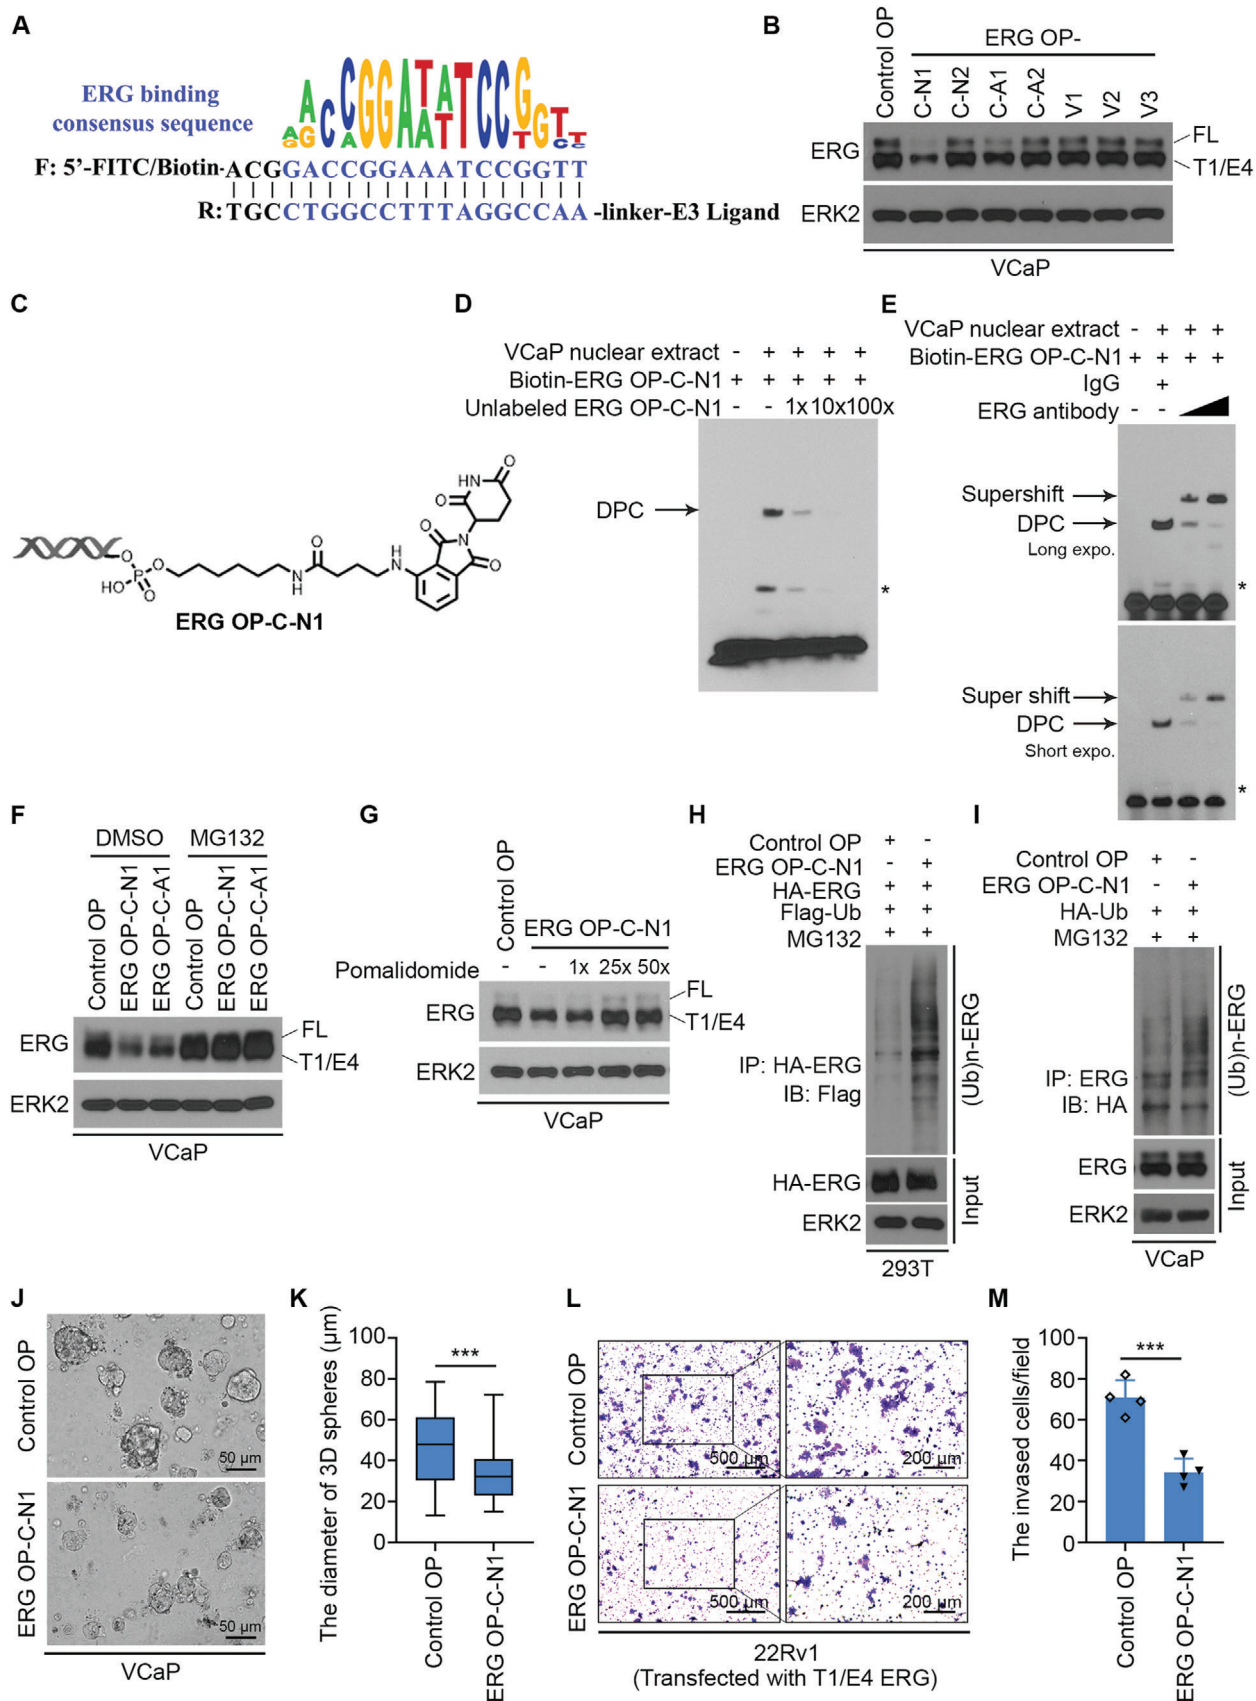 A
ERG binding
consensus sequence
F: 5'-FITC/Biotin-ACGGACCGGAAATCCGGTT
R: TGCCTGGCCTTTAGGCCAA -linker-E3 Ligand
B
Control OP
ERG OP-
C-N1
C-N2
C-A1
C-A2
V1
V2
V3
ERG
FL
T1/E4
ERK2
VCaP
C
HN
O
O
O
N
O
O
H
N
O
N
H
O
P
O
HO
O
ERG OP-C-N1
D
VCaP nuclear extract - + + + +
Biotin-ERG OP-C-N1 + + + + +
Unlabeled ERG OP-C-N1 - - 1x 10x 100x
DPC
*
E
VCaP nuclear extract - + + +
Biotin-ERG OP-C-N1 + + + +
IgG +
ERG antibody - -
Supershift
DPC
Long expo.
*
Super shift
DPC
Short expo.
*
F
DMSO MG132
Control OP
ERG OP-C-N1
ERG OP-C-A1
Control OP
ERG OP-C-N1
ERG OP-C-A1
ERG
FL
T1/E4
ERK2
VCaP
G
Control OP
ERG OP-C-N1
Pomalidomide - - 1x 25x 50x
ERG
FL
T1/E4
ERK2
VCaP
H
Control OP + -
ERG OP-C-N1 - +
HA-ERG + +
Flag-Ub + +
MG132 + +
IP: HA-ERG
IB: Flag
(Ub)n-ERG
HA-ERG
ERK2
Input
293T
I
Control OP + -
ERG OP-C-N1 - +
HA-Ub + +
MG132 + +
IP: ERG
IB: HA
(Ub)n-ERG
ERG
ERK2
Input
VCaP
J
Control OP
50 µm
ERG OP-C-N1
50 µm
VCaP
K
The diameter of 3D spheres (µm)
100
80
60
40
20
0
***
Control OP
ERG OP-C-N1
L
Control OP
500 µm
200 µm
ERG OP-C-N1
500 µm
200 µm
22Rv1
(Transfected with T1/E4 ERG)
M
The invased cells/field
100
80
60
40
20
0
***
Control OP
ERG OP-C-N1